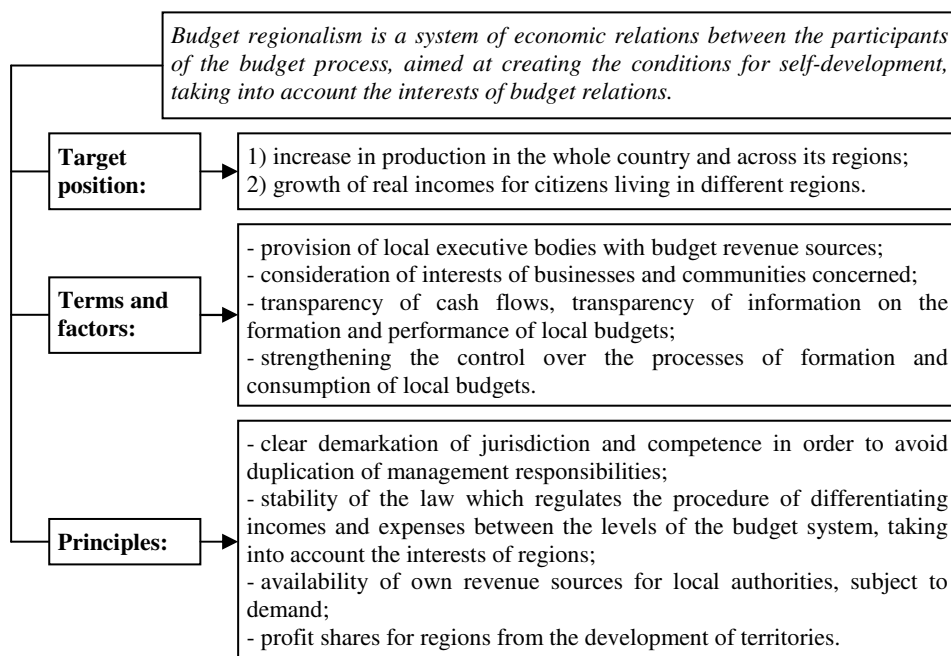 Budget regionalism is a system of economic relations between the participants
of the budget process, aimed at creating the conditions for self-development,
taking into account the interests of budget relations.
Target
position:
1) increase in production in the whole country and across its regions;
2) growth of real incomes for citizens living in different regions.
Terms and
factors:
- provision of local executive bodies with budget revenue sources;
- consideration of interests of businesses and communities concerned;
- transparency of cash flows, transparency of information on the
formation and performance of local budgets;
- strengthening the control over the processes of formation and
consumption of local budgets.
Principles:
- clear demarkation of jurisdiction and competence in order to avoid
duplication of management responsibilities;
- stability of the law which regulates the procedure of differentiating
incomes and expenses between the levels of the budget system, taking
into account the interests of regions;
- availability of own revenue sources for local authorities, subject to
demand;
- profit shares for regions from the development of territories.